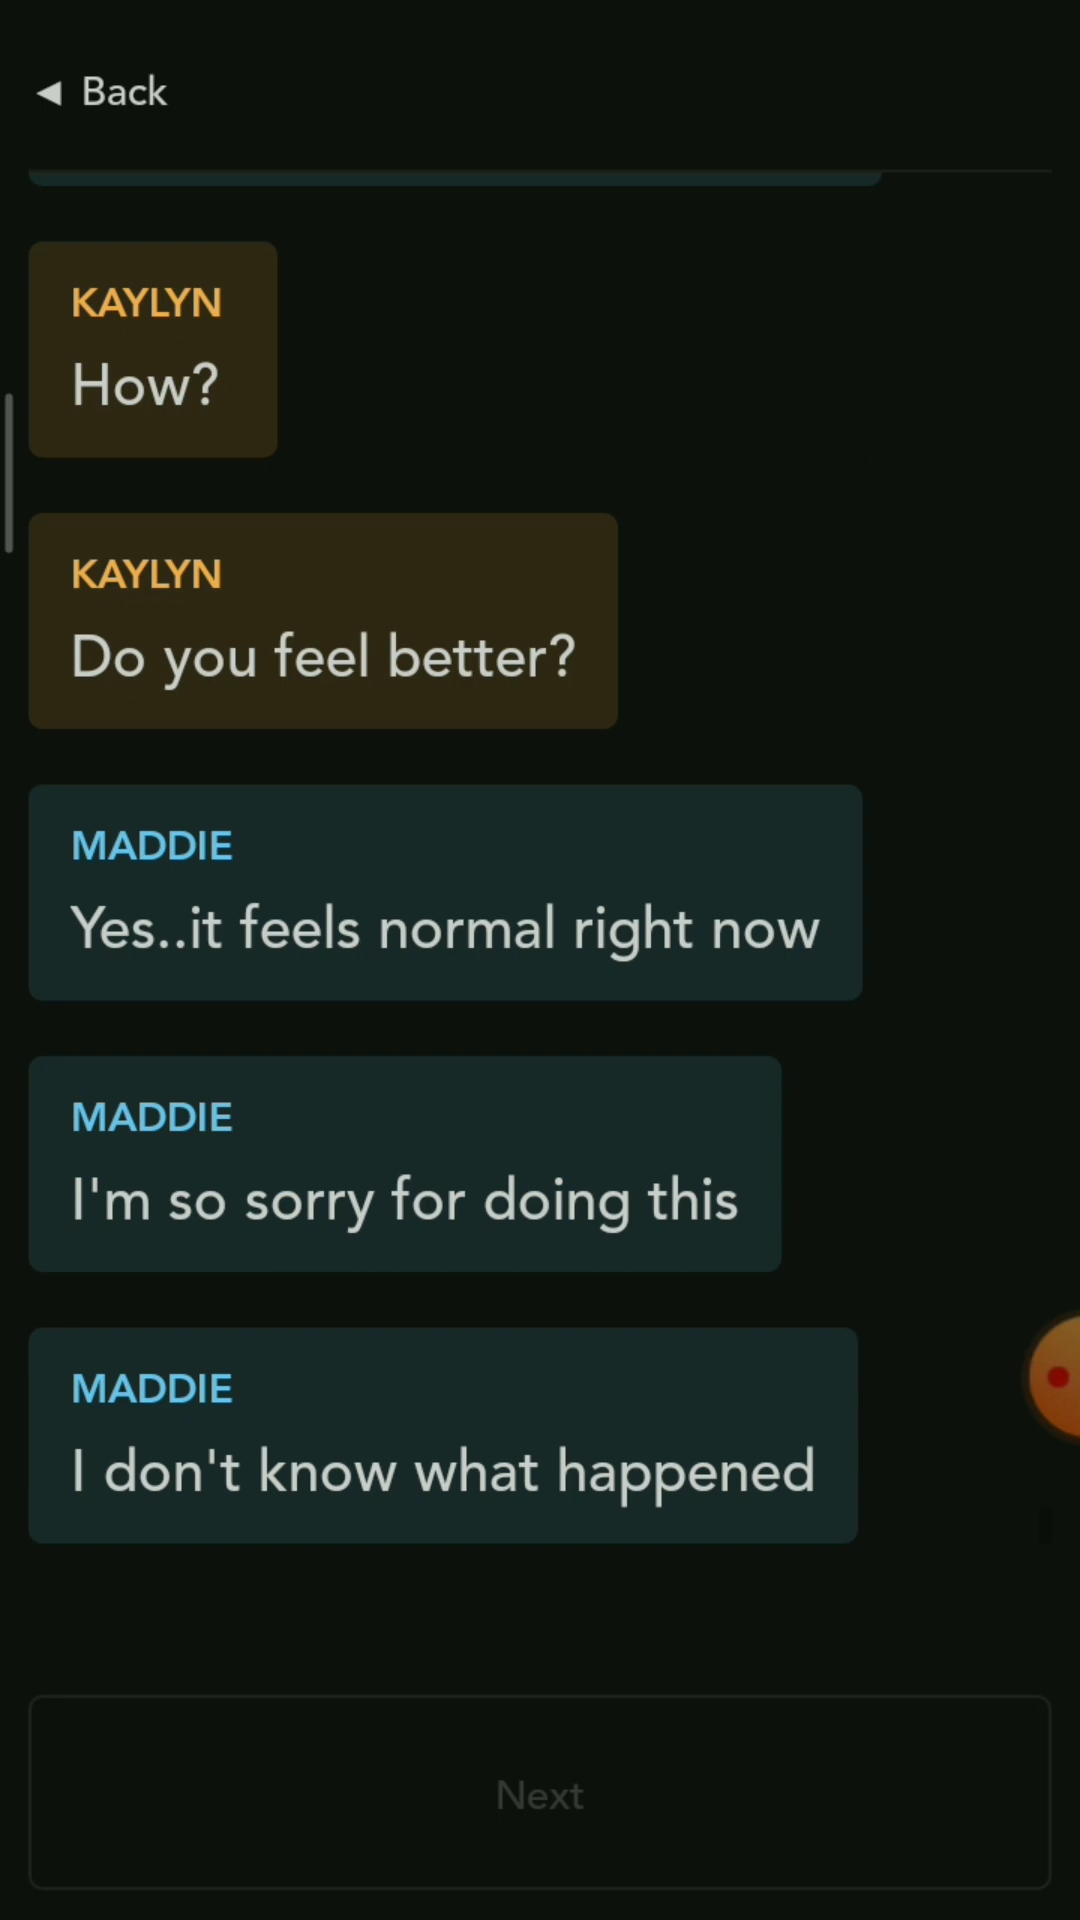 ◀ Back
KAYLYN
How?
KAYLYN
Do you feel better?
MADDIE
Yes..it feels normal right now
MADDIE
I'm so sorry for doing this
MADDIE
I don't know what happened
Next